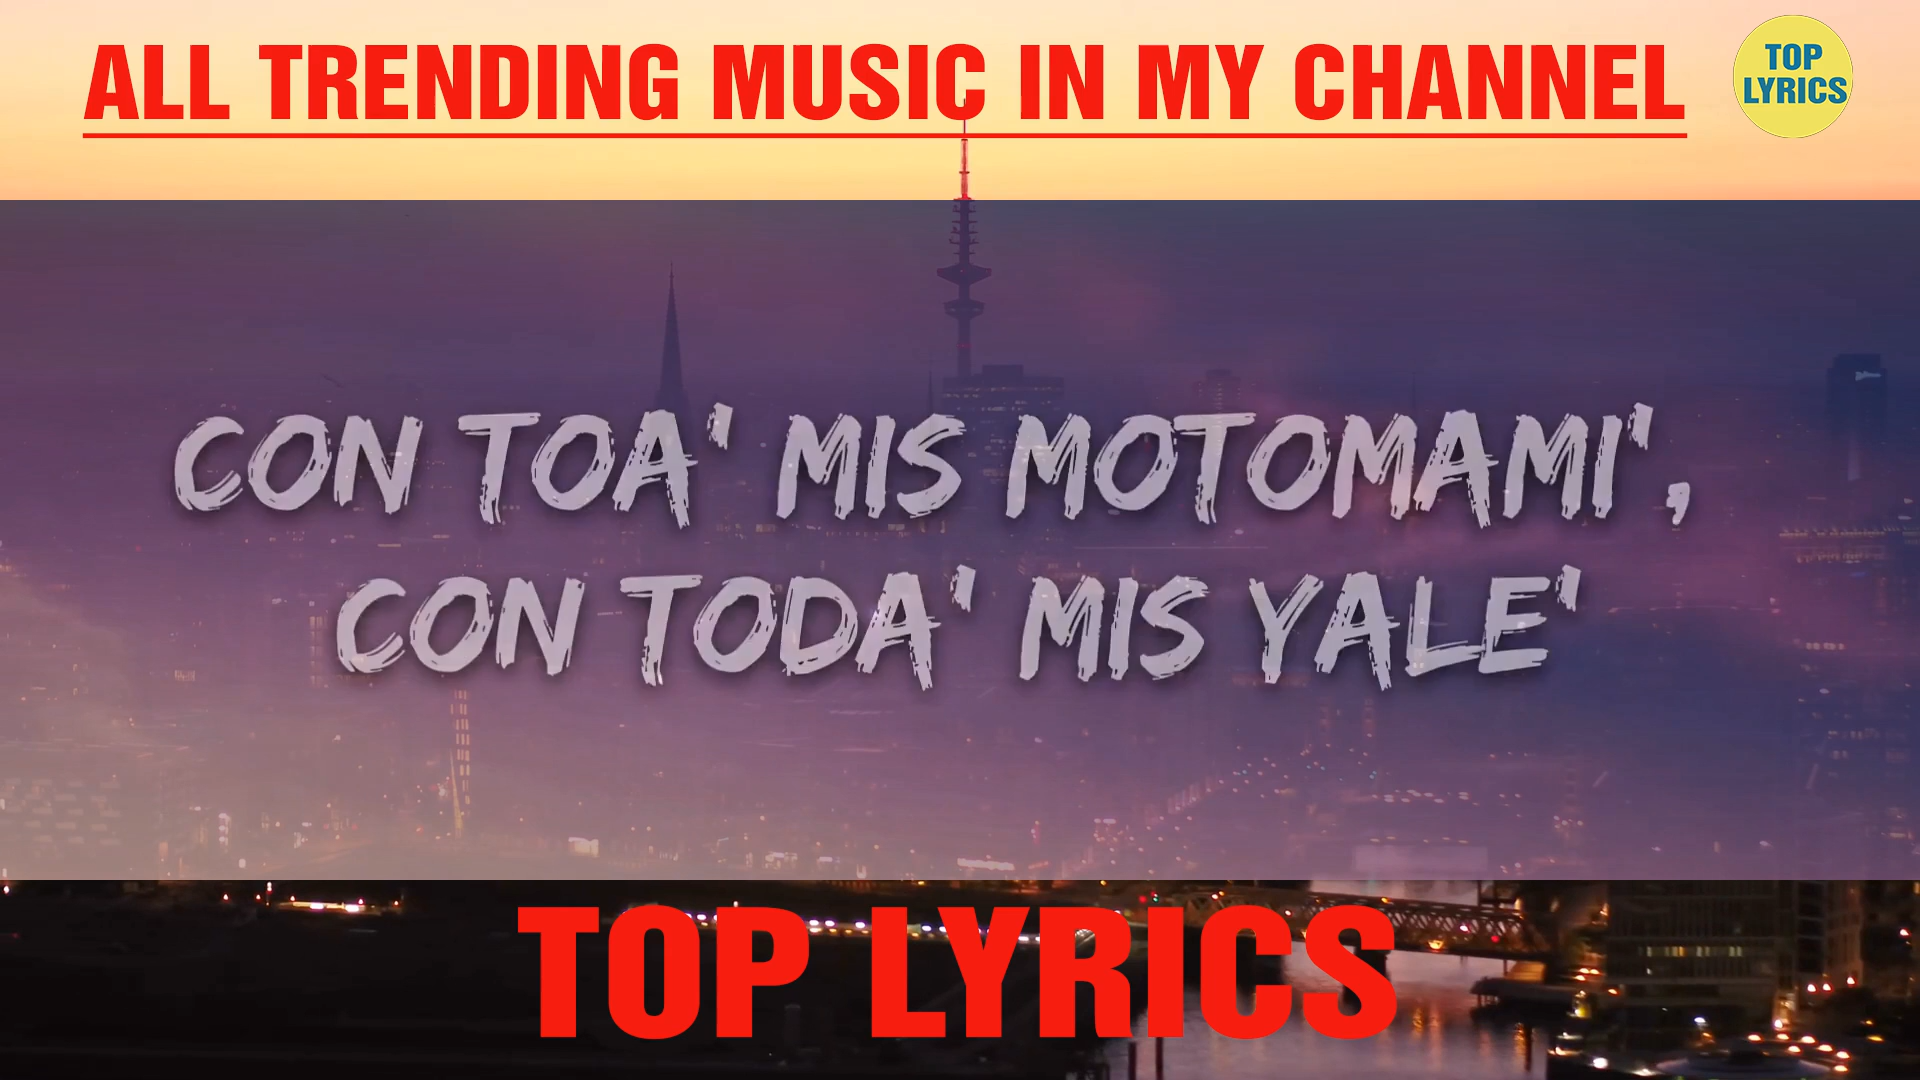 ALL TRENDING MUSIC IN MY CHANNEL
TOP
LYRICS
CON TOA' MIS MOTOMAMI',
CON TODA' MIS YALE'
TOP LYRICS